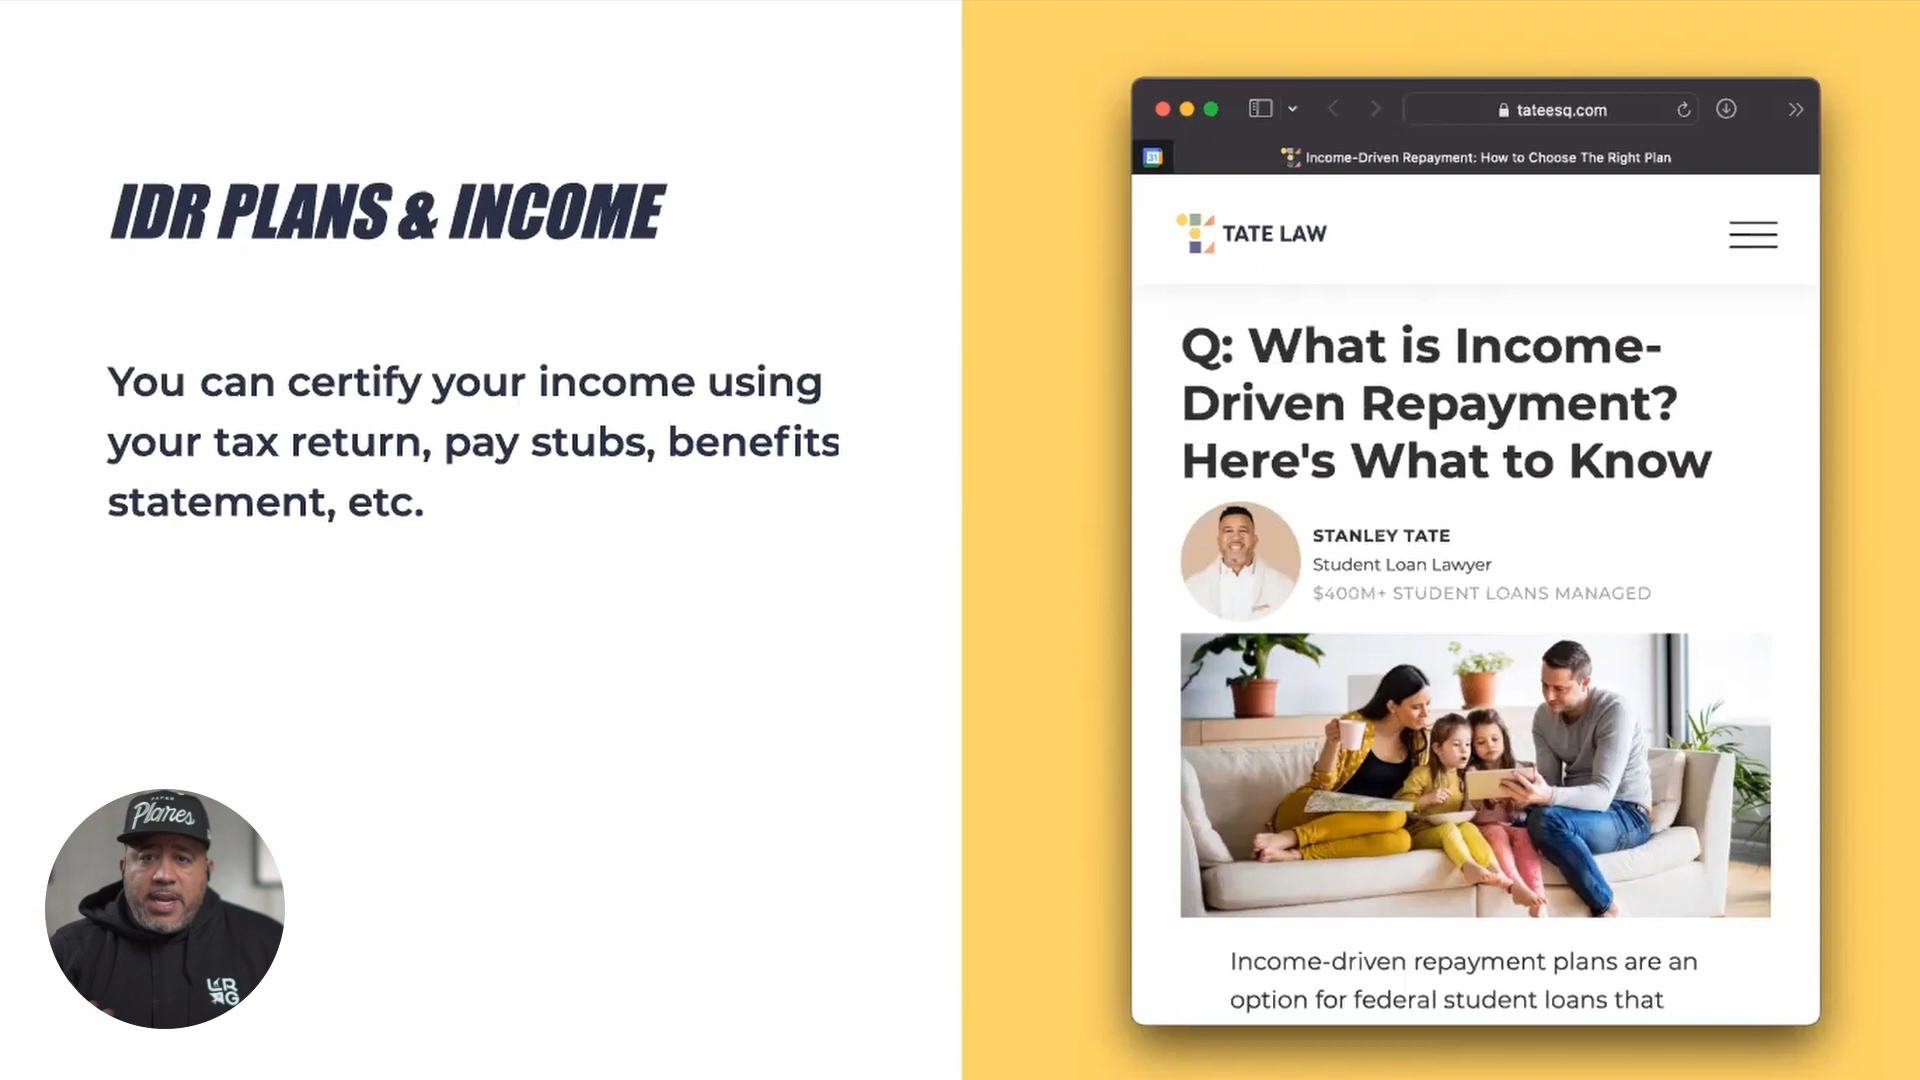 IDR PLANS & INCOME
You can certify your income using
your tax return, pay stubs, benefits
statement, etc.
Planes
tateesq.com
31
Income-Driven Repayment: How to Choose The Right Plan
TATE LAW
Q: What is Income-
Driven Repayment?
Here's What to Know
STANLEY TATE
Student Loan Lawyer
$400M+ STUDENT LOANS MANAGED
Income-driven repayment plans are an
option for federal student loans that